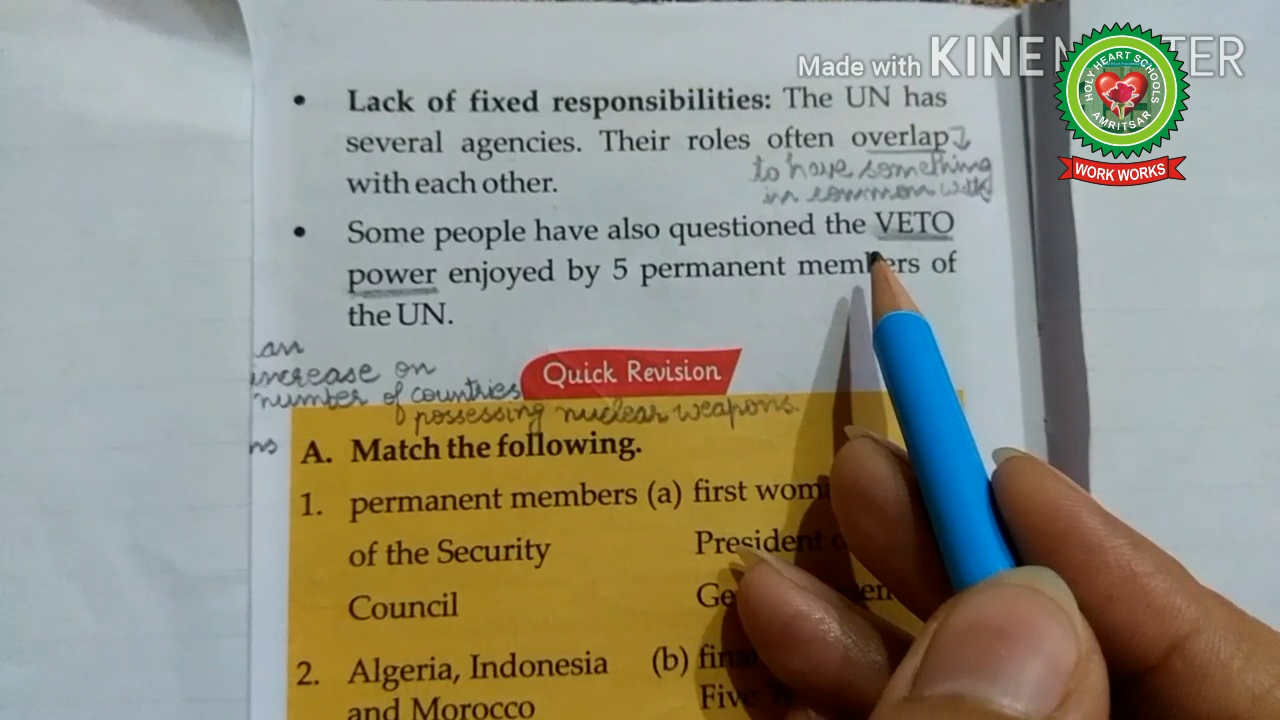 Made with KINEMASTER
HOLY HEART SCHOOLS
AMRITSAR
WORK WORKS
• Lack of fixed responsibilities: The UN has
several agencies. Their roles often overlap
to have something
with each other.
in common with
• Some people have also questioned the VETO
power enjoyed by 5 permanent members of
the UN.
an
increase on
Quick Revision
number of countries
possessing nuclear weapons.
ns
A. Match the following.
1. permanent members (a) first
of the Security President
Council
2. Algeria, Indonesia (b)
and Morocco Five